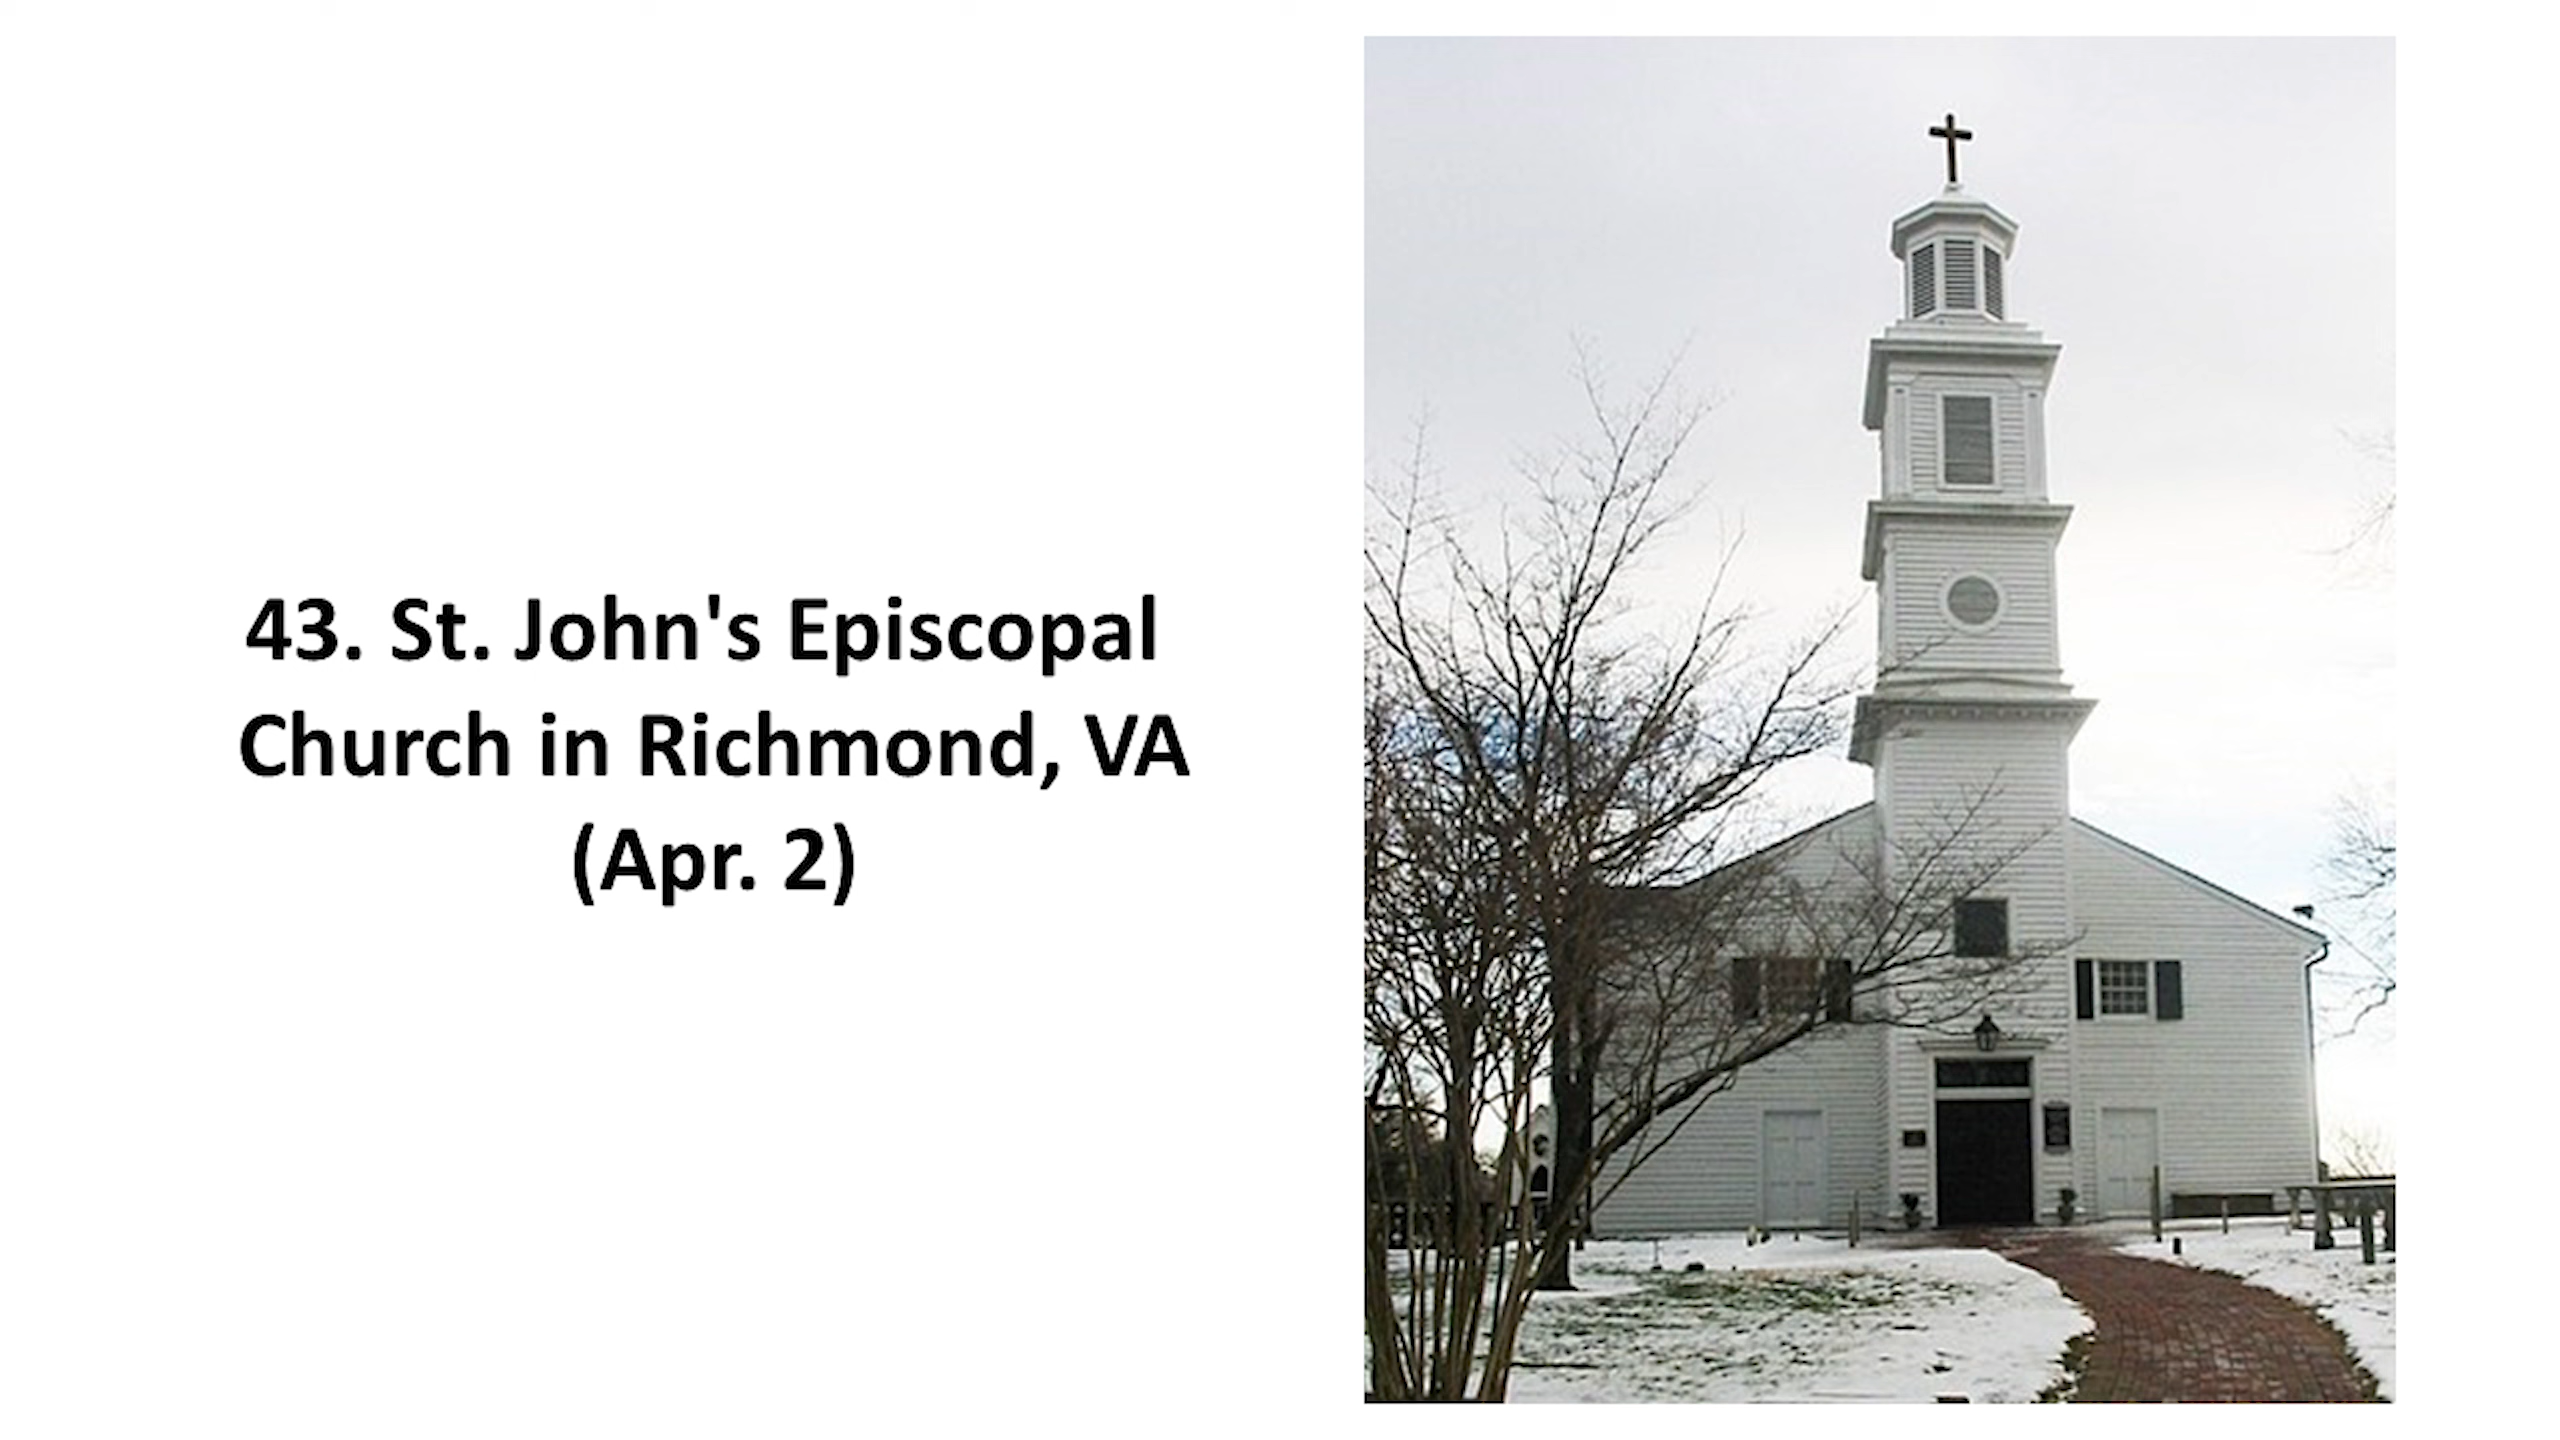 43. St. John's Episcopal
Church in Richmond, VA
(Apr. 2)